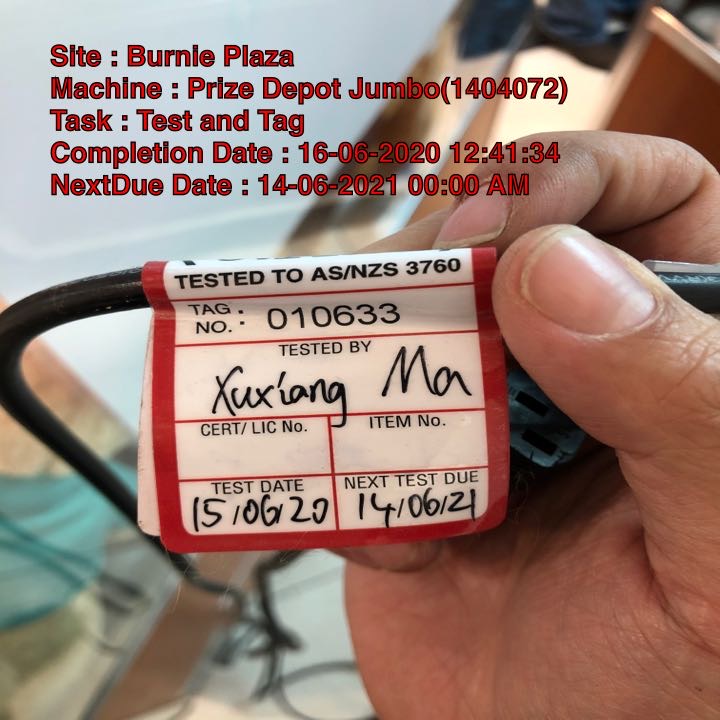 Site : Burnie Plaza
Machine : Prize Depot Jumbo(1404072)
Task : Test and Tag
Completion Date : 16-06-2020 12:41:34
NextDue Date : 14-06-2021 00:00 AM
TESTED TO AS/NZS 3760
TAG NO. : 010633
TESTED BY
Xuxiang Ma
CERT/ LIC No. ITEM No.
TEST DATE NEXT TEST DUE
15/06/20 14/06/21